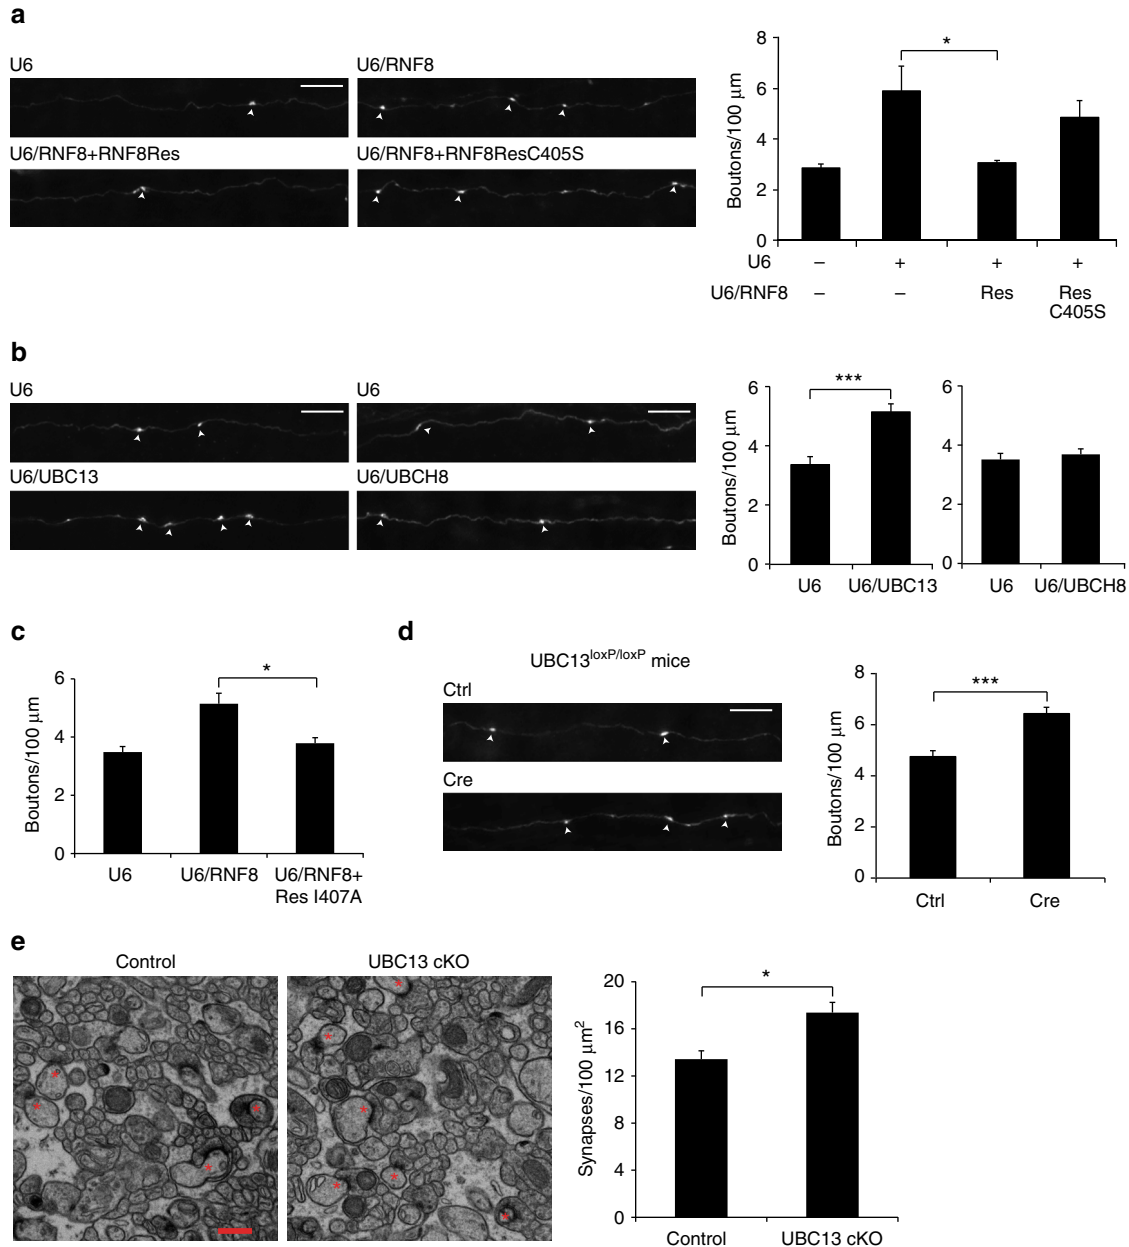 a
U6
U6/RNF8
U6/RNF8+RNF8Res
U6/RNF8+RNF8ResC405S
Boutons/100 μm
8
6
4
2
0
*
U6 – + + +
U6/RNF8 – – Res Res
C405S
b
U6
U6
U6/UBC13
U6/UBCH8
Boutons/100 μm
6
4
2
0
***
U6 U6/UBC13
6
4
2
0
U6 U6/UBCH8
c
Boutons/100 μm
6
4
2
0
*
U6 U6/RNF8 U6/RNF8+
Res I407A
d
UBC13loxP/loxP mice
Ctrl
Cre
Boutons/100 μm
8
6
4
2
0
***
Ctrl Cre
e
Control
UBC13 cKO
* * * *
* * * * * *
Synapses/100 μm2
20
16
12
8
4
0
*
Control UBC13 cKO